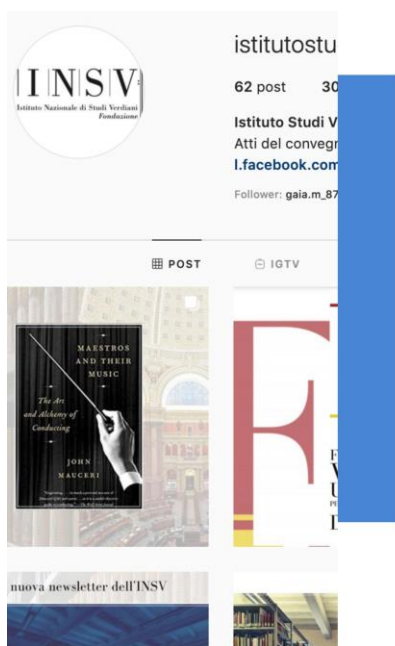 INSV
Istituto Nazionale di Studi Verdiani
Fondazione
istitutostu
62 post 30
Istituto Studi V
Atti del convegn
l.facebook.com
Follower: gaia.m_87
POST
IGTV
MAESTROS
AND THEIR
MUSIC
The Art
and Alchemy of
Conducting
JOHN
MAUCERI
F
nuova newsletter dell'INSV